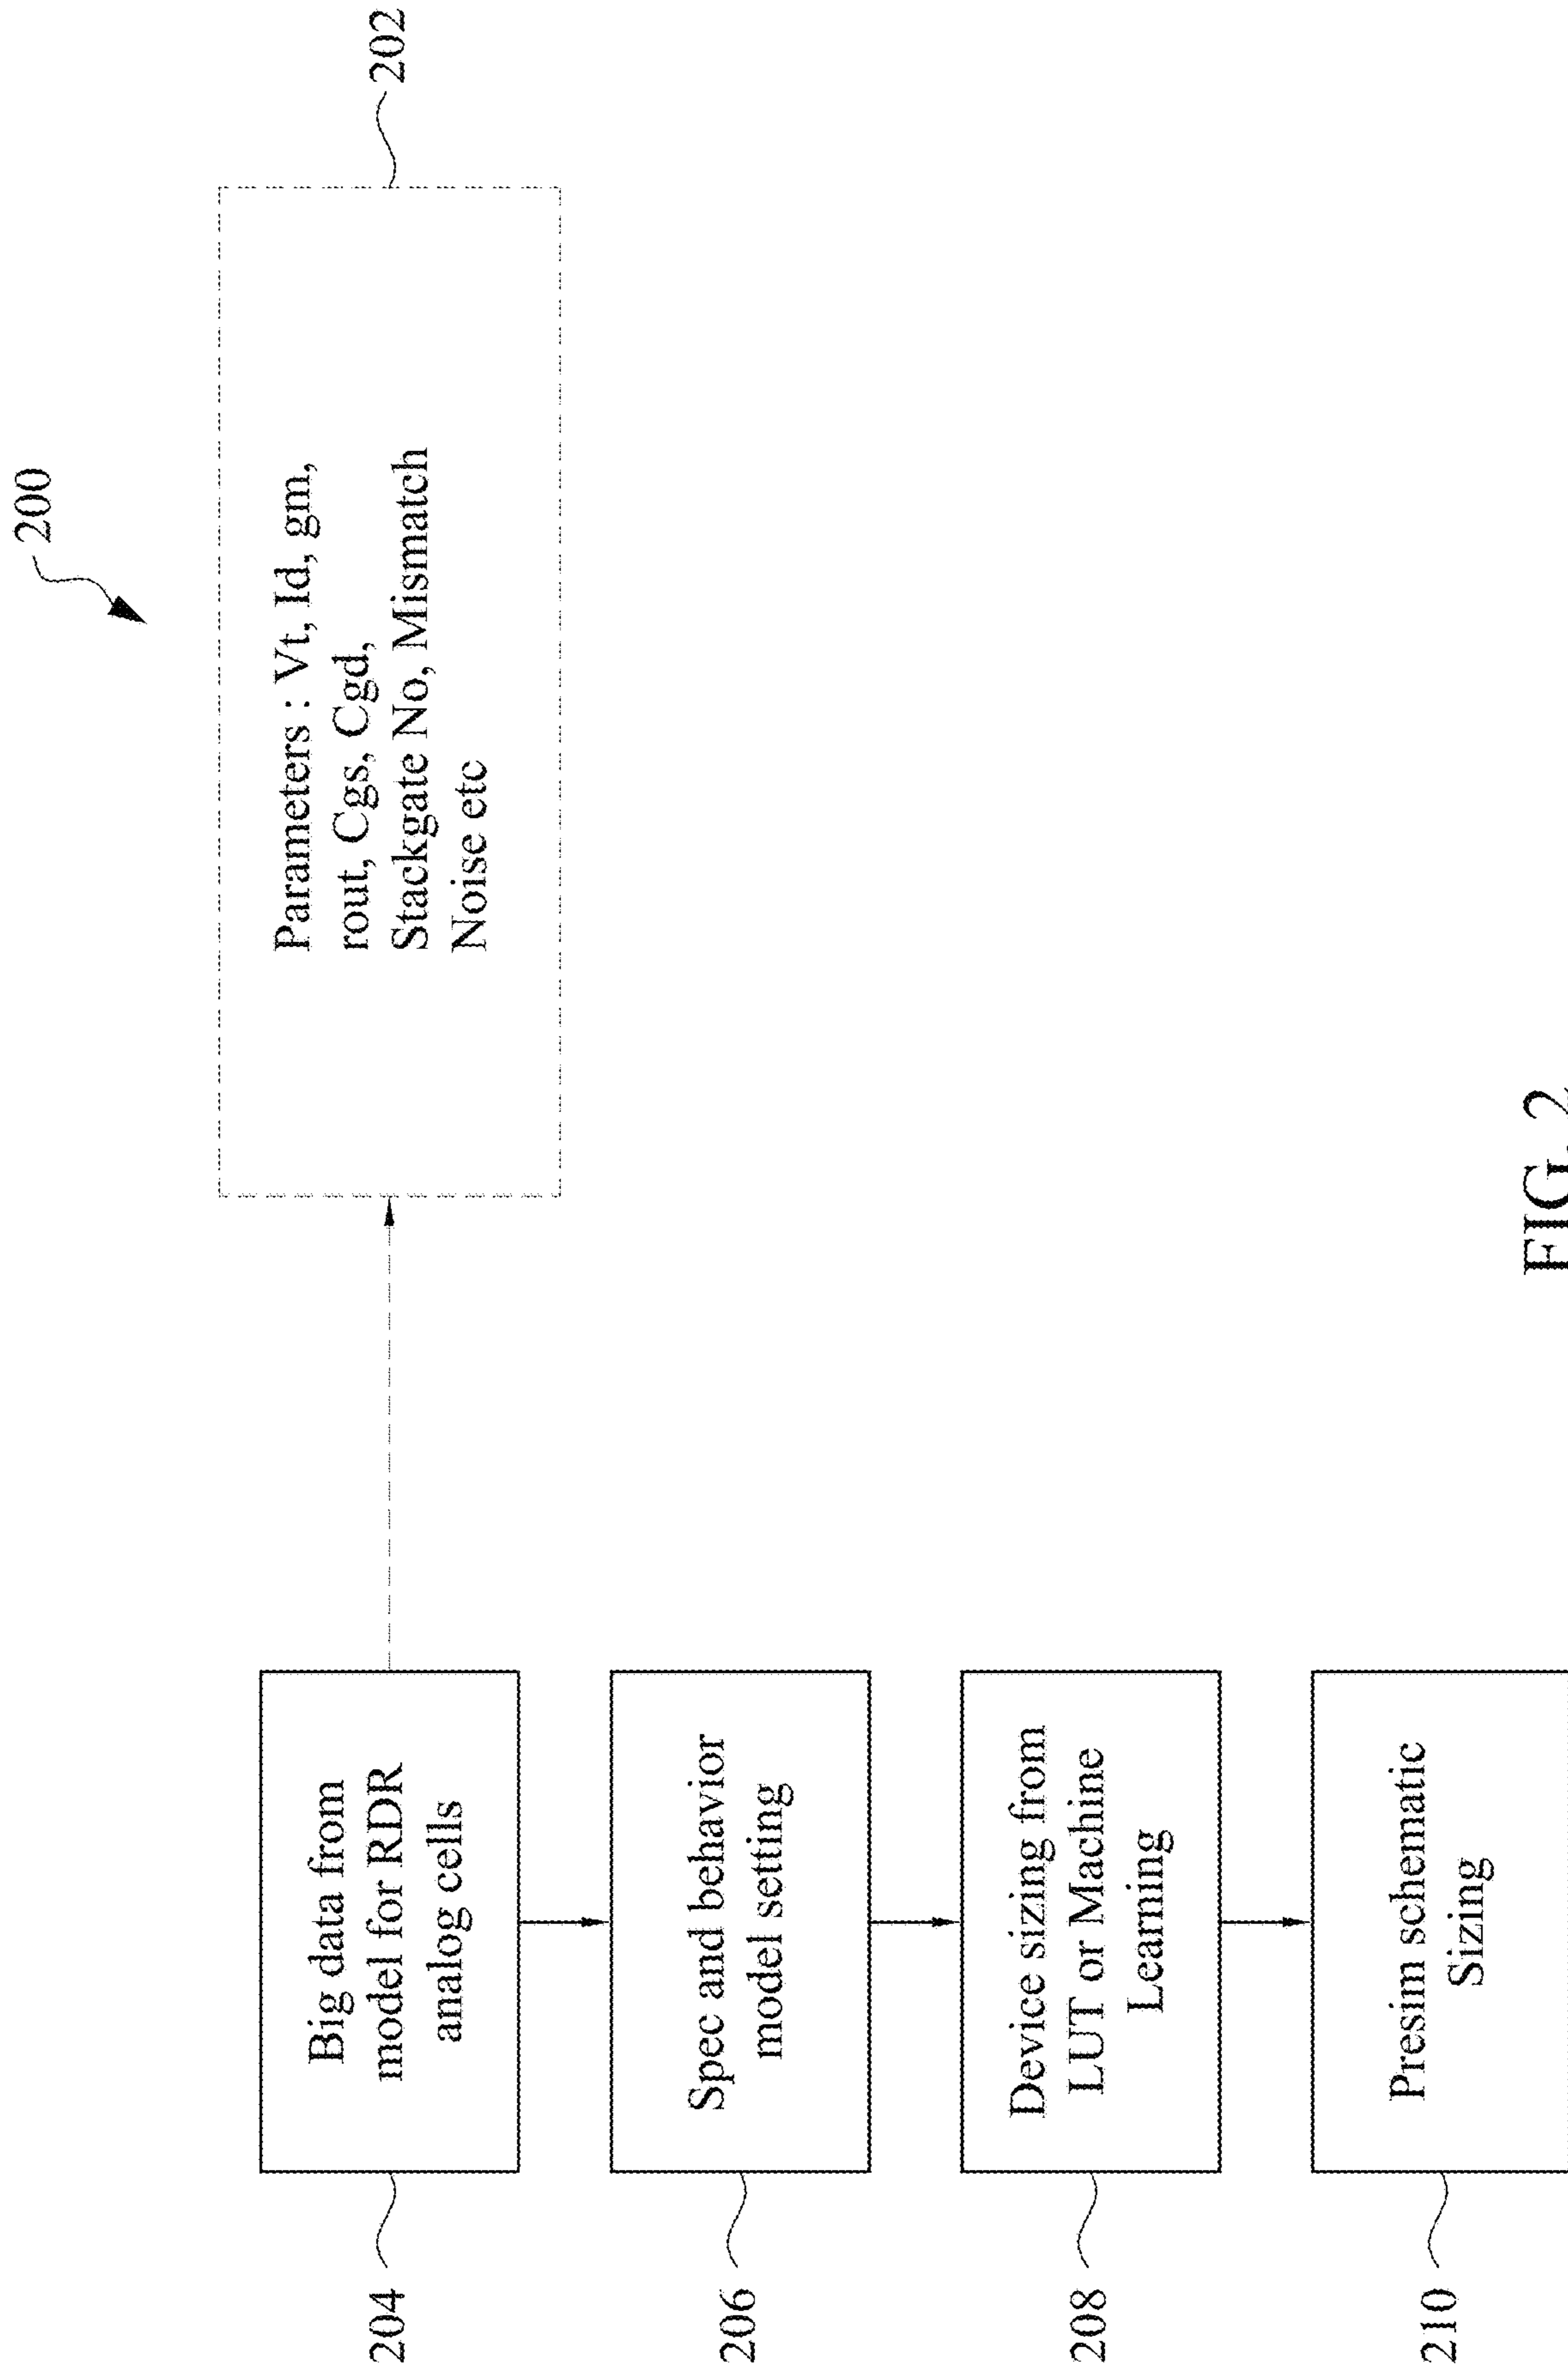 200
202
Parameters : Vt, Id, gm,
rout, Cgs, Cgd,
Stackgate No, Mismatch
Noise etc
204
Big data from
model for RDR
analog cells
206
Spec and behavior
model setting
208
Device sizing from
LUT or Machine
Learning
210
Presim schematic
Sizing
FIG. 2